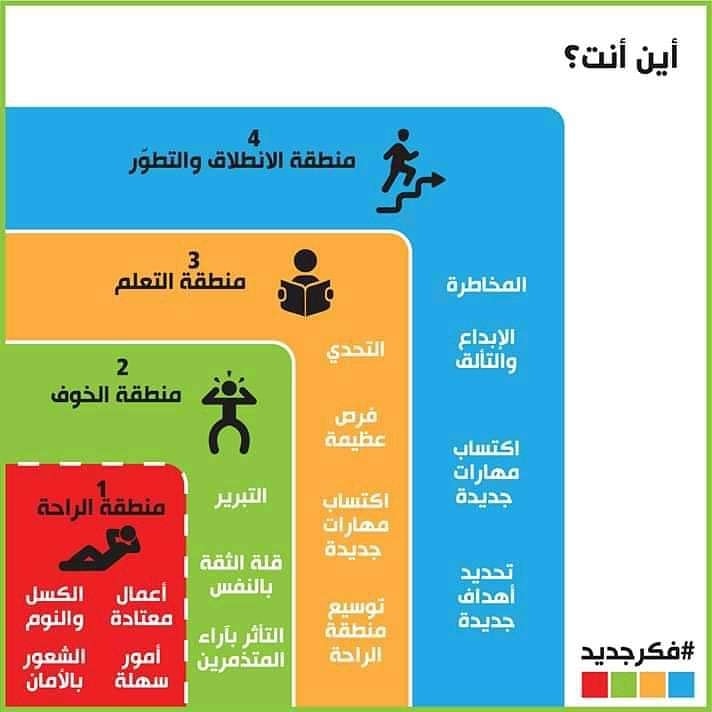 أين أنت؟
4
منطقة الانطلاق والتطوّر
المخاطرة
الإبداع
والتألق
اكتساب
مهارات
جديدة
تحديد
أهداف
جديدة
3
منطقة التعلم
التحدي
فرص
عظيمة
اكتساب
مهارات
جديدة
توسيع
منطقة
الراحة
2
منطقة الخوف
التبرير
قلة الثقة
بالنفس
التأثر بآراء
المتذمرين
1
منطقة الراحة
أعمال
معتادة
الكسل
والنوم
أمور
سهلة
الشعور
بالأمان
#فكرجديد